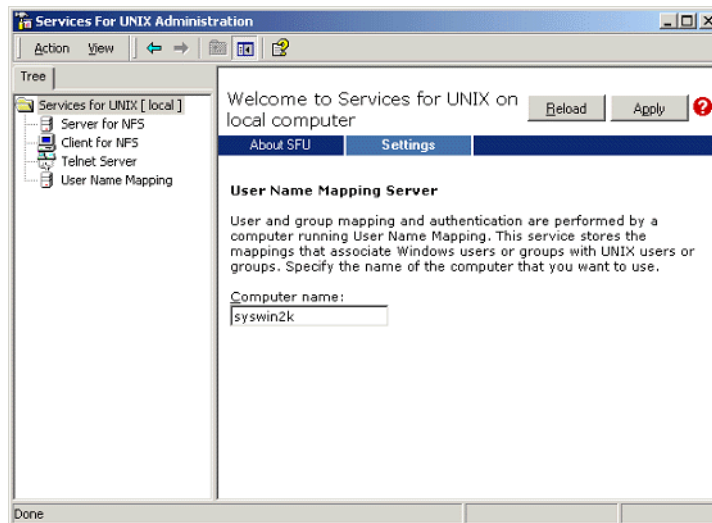 Services For UNIX Administration
Action View
Tree
Services for UNIX [ local ]
Server for NFS
Client for NFS
Telnet Server
User Name Mapping
Welcome to Services for UNIX on
local computer
Reload Apply
About SFU Settings
User Name Mapping Server
User and group mapping and authentication are performed by a
computer running User Name Mapping. This service stores the
mappings that associate Windows users or groups with UNIX users or
groups. Specify the name of the computer that you want to use.
Computer name:
syswin2k
Done